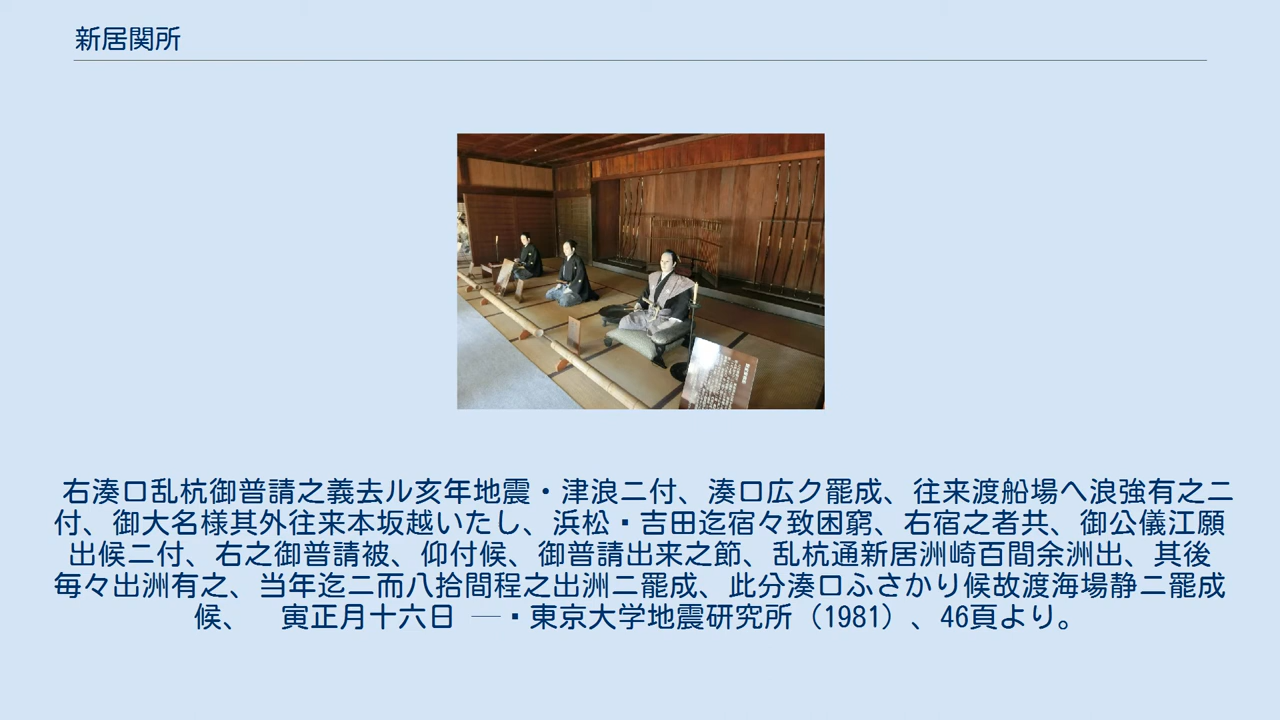 新居関所
右湊口乱杭御普請之義去ル亥年地震・津浪ニ付、湊口広ク罷成、往来渡船場へ浪強有之ニ
付、御大名様其外往来本坂越いたし、浜松・吉田迄宿々致困窮、右宿之者共、御公儀江願
出候ニ付、右之御普請被、仰付候、御普請出来之節、乱杭通新居洲崎百間余洲出、其後
毎々出洲有之、当年迄ニ而八拾間程之出洲ニ罷成、此分湊口ふさかり候故渡海場静ニ罷成
候、　寅正月十六日 ―・東京大学地震研究所（1981）、46頁より。